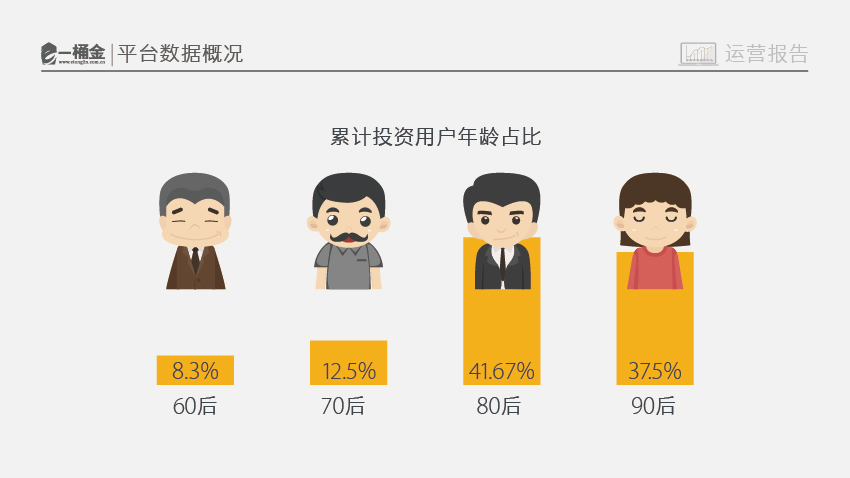 一桶金
平台数据概况
运营报告
累计投资用户年龄占比
8.3%
12.5%
41.67%
37.5%
60后
70后
80后
90后